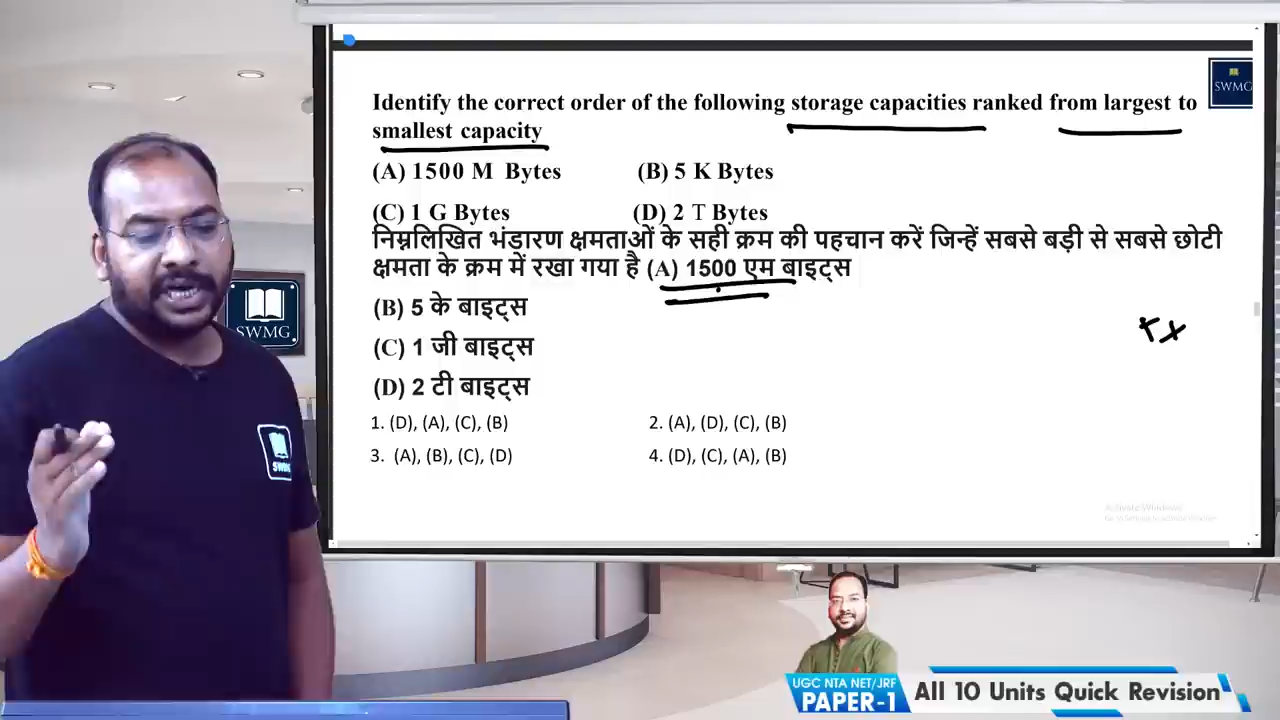 SWMG
Identify the correct order of the following storage capacities ranked from largest to
smallest capacity
(A) 1500 M Bytes (B) 5 K Bytes
(C) 1 G Bytes (D) 2 T Bytes
निम्नलिखित भंडारण क्षमताओं के सही क्रम की पहचान करें जिन्हें सबसे बड़ी से सबसे छोटी
क्षमता के क्रम में रखा गया है (A) 1500 एम बाइट्स
(B) 5 के बाइट्स
(C) 1 जी बाइट्स
(D) 2 टी बाइट्स
1. (D), (A), (C), (B) 2. (A), (D), (C), (B)
3. (A), (B), (C), (D) 4. (D), (C), (A), (B)
Activate Windows
SWMG
SWMG
UGC NTA NET/JRF
PAPER-1
All 10 Units Quick Revision